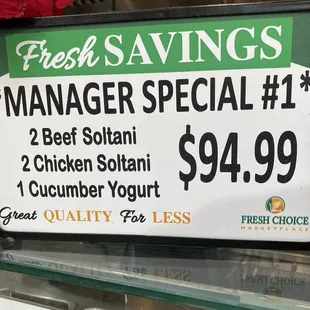 Fresh SAVINGS
*MANAGER SPECIAL #1*
2 Beef Soltani
2 Chicken Soltani
1 Cucumber Yogurt
$94.99
Great QUALITY For LESS
FRESH CHOICE
MARKETPLACE